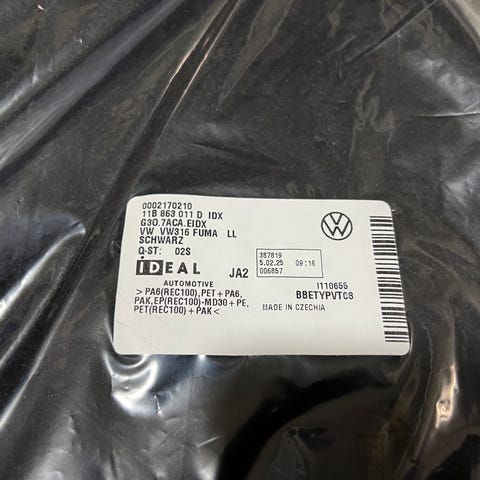 0002170210
11B 863 011 D IDX
G30.7ACA.EIDX
VW VW316 FUMA LL
SCHWARZ
Q-ST: 02S
387819
5.02.25 09:16
006857
IDEAL
AUTOMOTIVE
JA2
I110655
BBETYPVTC8
>PA6(REC100),PET+PA6,
PAK,EP(REC100)-MD30+PE,
PET(REC100)+PAK<
MADE IN CZECHIA